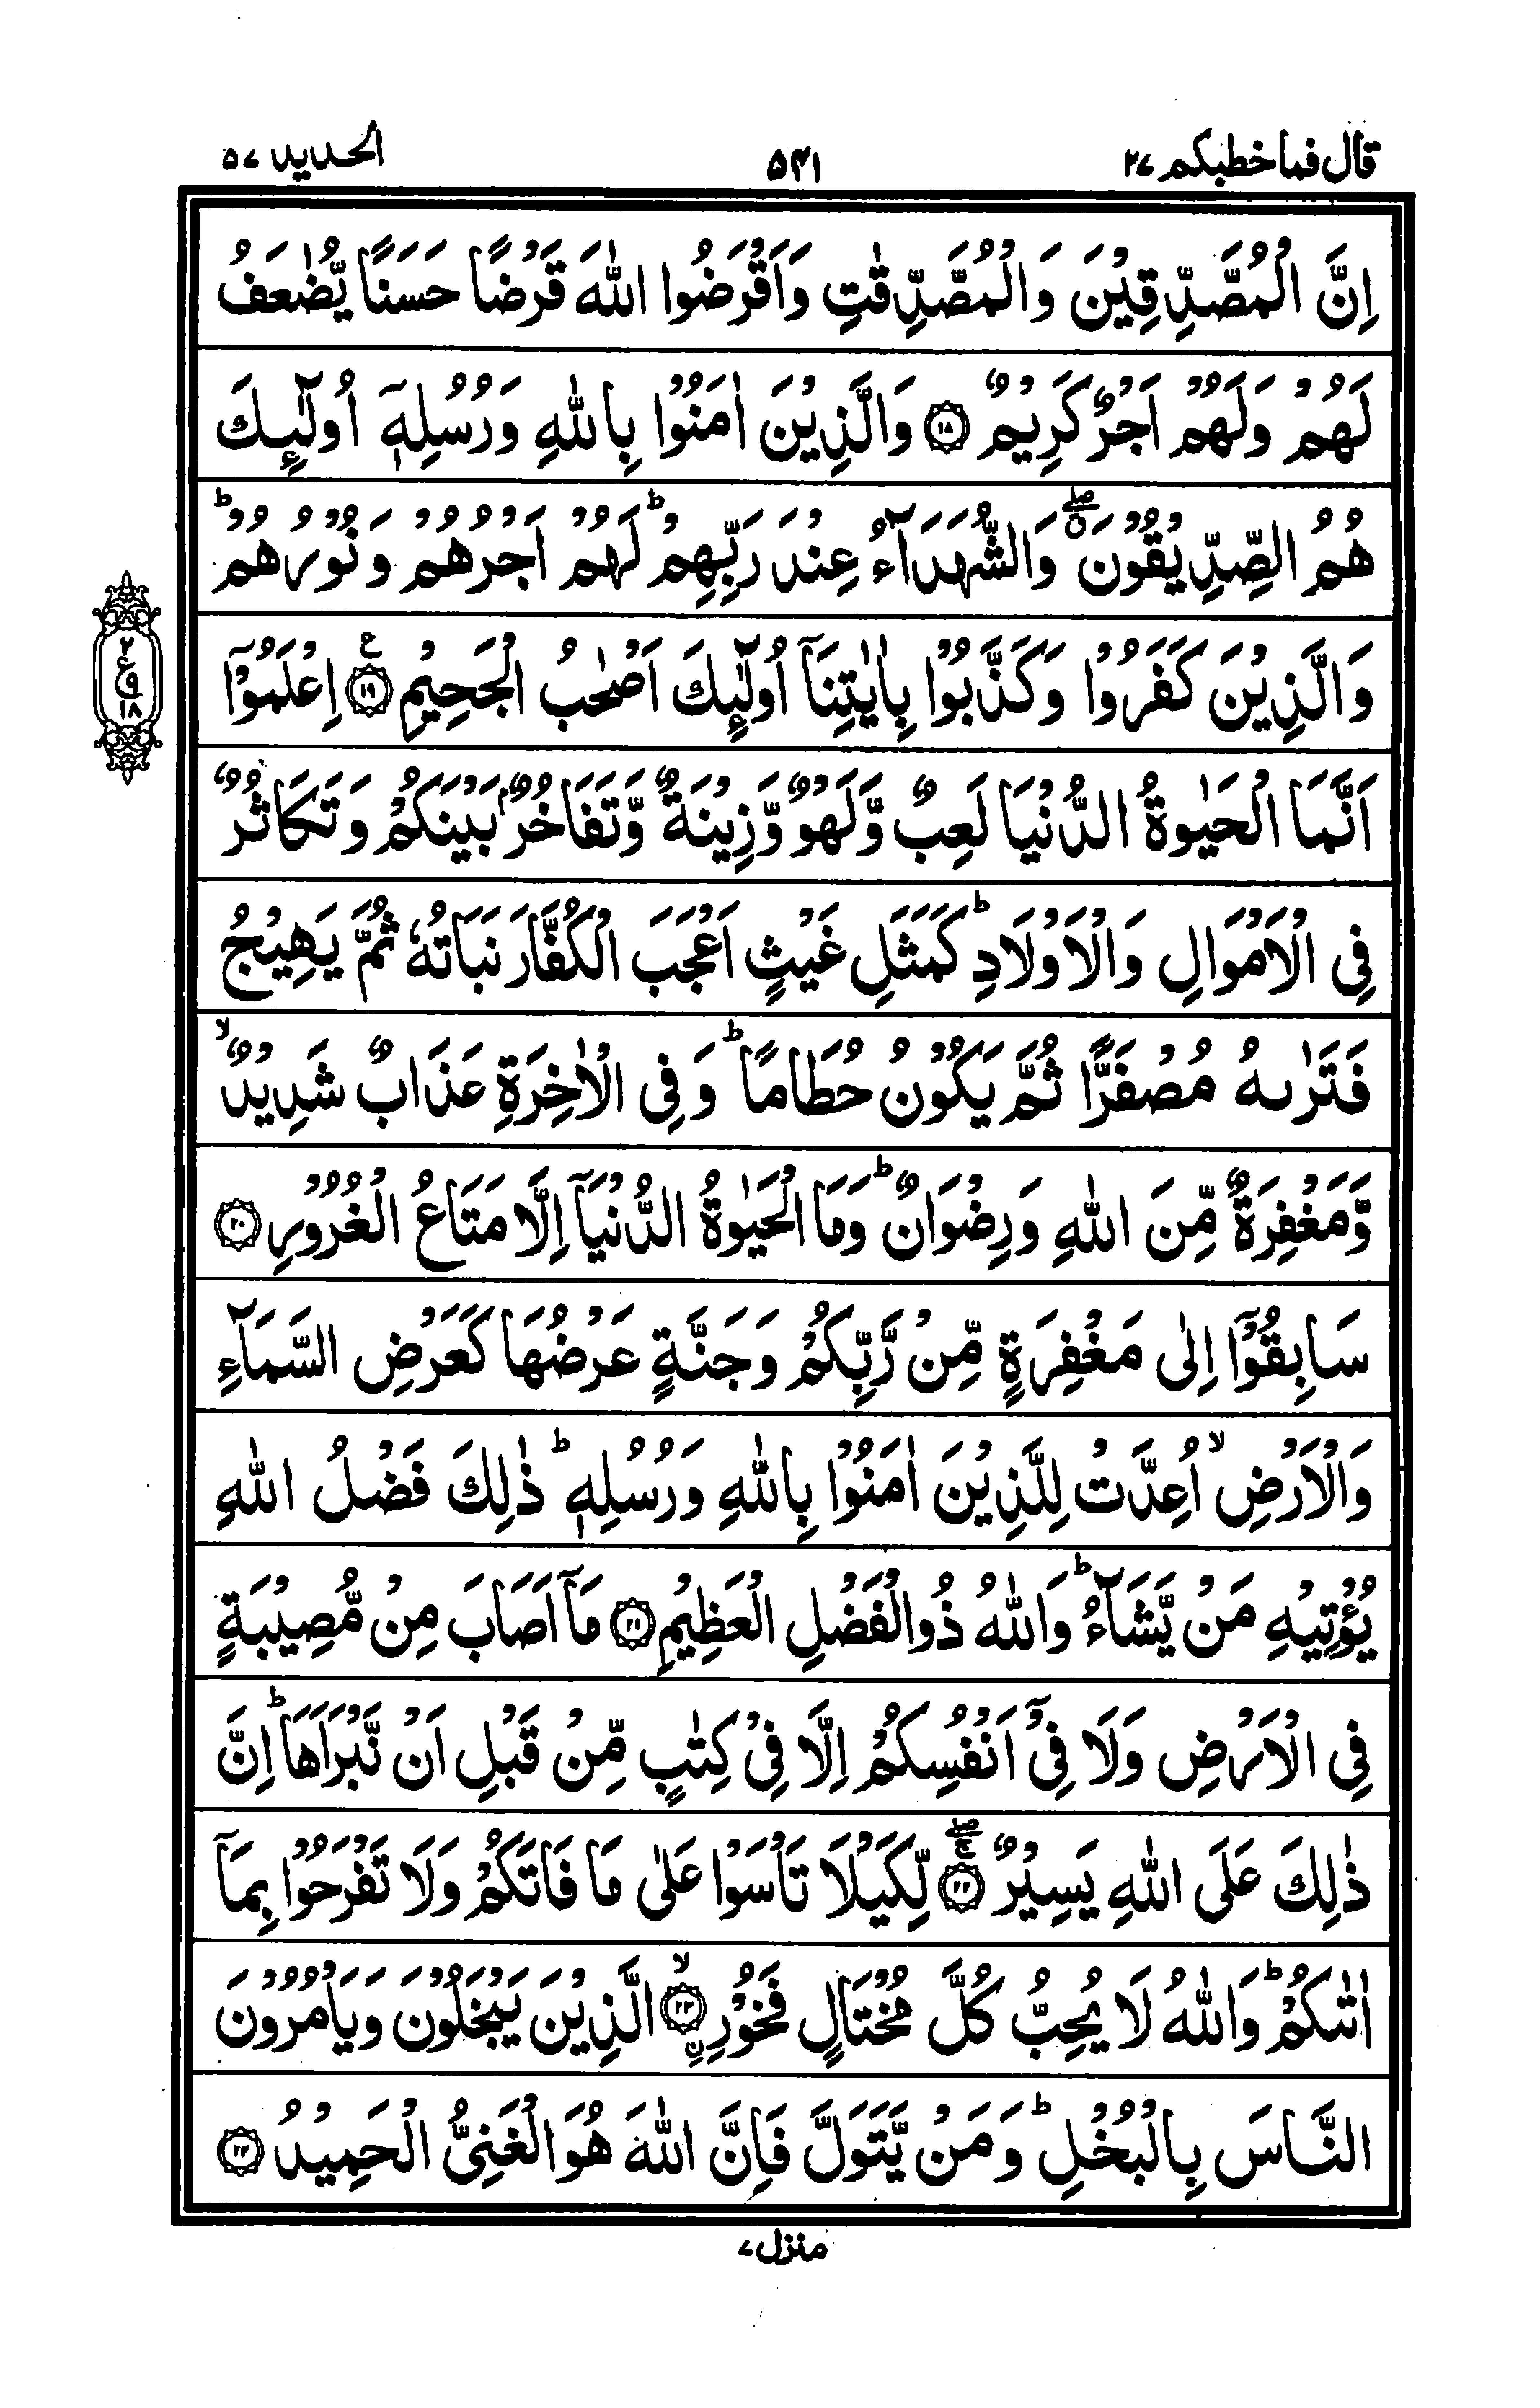 قال فما خطبكم ٢٧ ٥٤١ الحديد ٥٧
اِنَّ الْمُصَّدِّقِيْنَ وَالْمُصَّدِّقٰتِ وَاَقْرَضُوا اللّٰهَ قَرْضًا حَسَنًا يُّضٰعَفُ
لَهُمْ وَلَهُمْ اَجْرٌ كَرِيْمٌ ۝١٨ وَالَّذِيْنَ اٰمَنُوْا بِاللّٰهِ وَرُسُلِهٖۤ اُولٰٓئِكَ
هُمُ الصِّدِّيْقُوْنَ ۖۗ وَالشُّهَدَآءُ عِنْدَ رَبِّهِمْ ؕ لَهُمْ اَجْرُهُمْ وَنُوْرُهُمْ ؕ
وَالَّذِيْنَ كَفَرُوْا وَكَذَّبُوْا بِاٰيٰتِنَاۤ اُولٰٓئِكَ اَصْحٰبُ الْجَحِيْمِ ۝١٩ ع اِعْلَمُوْۤا
٢ ع ٩ ١٨
اَنَّمَا الْحَيٰوةُ الدُّنْيَا لَعِبٌ وَّلَهْوٌ وَّزِيْنَةٌ وَّتَفَاخُرٌۢ بَيْنَكُمْ وَتَكَاثُرٌ
فِى الْاَمْوَالِ وَالْاَوْلَادِ ؕ كَمَثَلِ غَيْثٍ اَعْجَبَ الْكُفَّارَ نَبَاتُهٗ ثُمَّ يَهِيْجُ
فَتَرٰىهُ مُصْفَرًّا ثُمَّ يَكُوْنُ حُطَامًا ؕ وَفِى الْاٰخِرَةِ عَذَابٌ شَدِيْدٌ ۙ
وَّمَغْفِرَةٌ مِّنَ اللّٰهِ وَرِضْوَانٌ ؕ وَمَا الْحَيٰوةُ الدُّنْيَاۤ اِلَّا مَتَاعُ الْغُرُوْرِ ۝٢٠
سَابِقُوْۤا اِلٰى مَغْفِرَةٍ مِّنْ رَّبِّكُمْ وَجَنَّةٍ عَرْضُهَا كَعَرْضِ السَّمَآءِ
وَالْاَرْضِ ۙ اُعِدَّتْ لِلَّذِيْنَ اٰمَنُوْا بِاللّٰهِ وَرُسُلِهٖ ؕ ذٰلِكَ فَضْلُ اللّٰهِ
يُؤْتِيْهِ مَنْ يَّشَآءُ ؕ وَاللّٰهُ ذُو الْفَضْلِ الْعَظِيْمِ ۝٢١ مَاۤ اَصَابَ مِنْ مُّصِيْبَةٍ
فِى الْاَرْضِ وَلَا فِىْۤ اَنْفُسِكُمْ اِلَّا فِىْ كِتٰبٍ مِّنْ قَبْلِ اَنْ نَّبْرَاَهَا ؕ اِنَّ
ذٰلِكَ عَلَى اللّٰهِ يَسِيْرٌ ۝٢٢ ۖۚ لِّكَيْلَا تَاْسَوْا عَلٰى مَا فَاتَكُمْ وَلَا تَفْرَحُوْا بِمَاۤ
اٰتٰىكُمْ ؕ وَاللّٰهُ لَا يُحِبُّ كُلَّ مُخْتَالٍ فَخُوْرِ ۝٢٣ ۙ نِ الَّذِيْنَ يَبْخَلُوْنَ وَيَاْمُرُوْنَ
النَّاسَ بِالْبُخْلِ ؕ وَمَنْ يَّتَوَلَّ فَاِنَّ اللّٰهَ هُوَ الْغَنِىُّ الْحَمِيْدُ ۝٢٤
منزل ٧